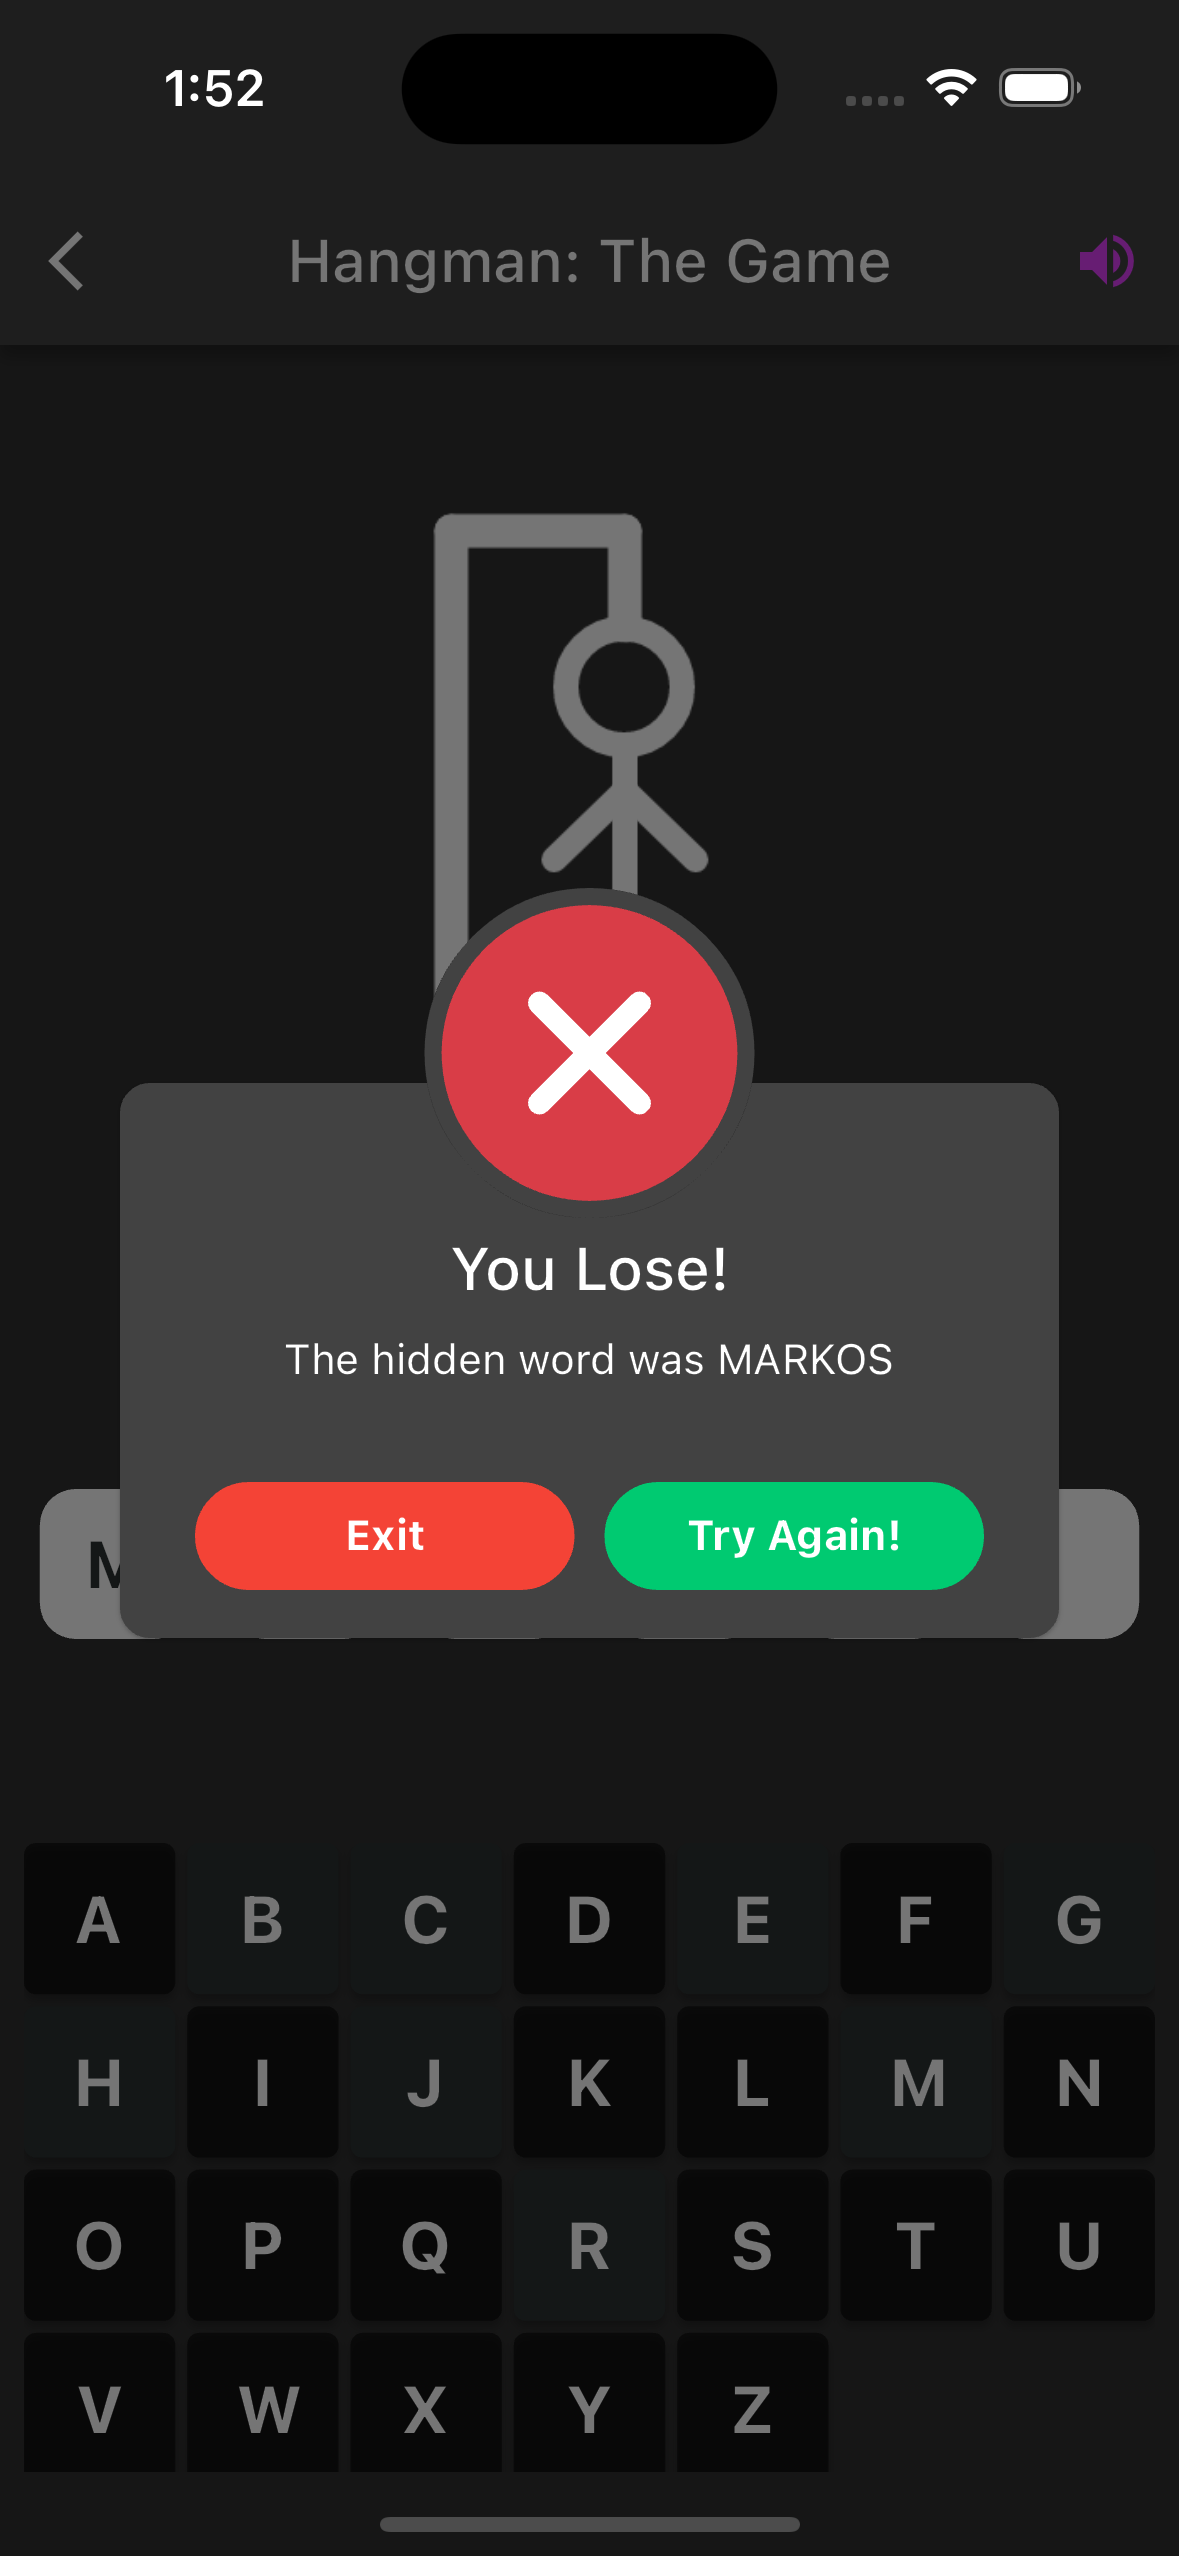 1:52
Hangman: The Game
You Lose!
The hidden word was MARKOS
Exit Try Again!
M
A B C D E F G
H I J K L M N
O P Q R S T U
V W X Y Z